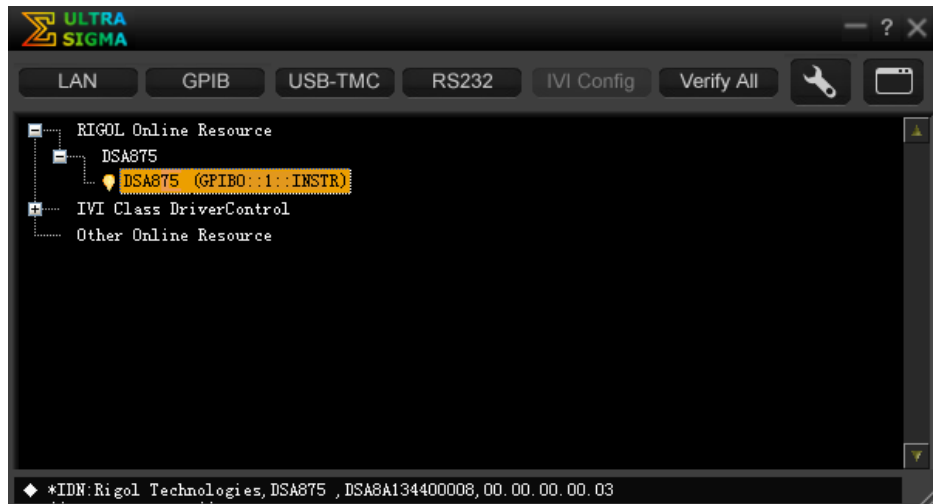 ULTRA
SIGMA
?
LAN GPIB USB-TMC RS232 IVI Config Verify All
RIGOL Online Resource
DSA875
DSA875 (GPIB0::1::INSTR)
IVI Class DriverControl
Other Online Resource
*IDN:Rigol Technologies,DSA875 ,DSA8A134400008,00.00.00.00.03